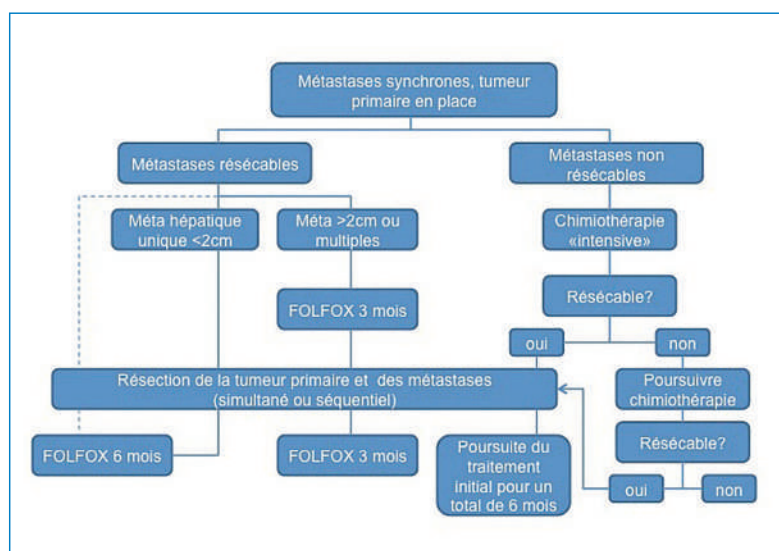 Métastases synchrones, tumeur
primaire en place
Métastases résécables
Métastases non
résécables
Méta hépatique
unique <2cm
Méta >2cm ou
multiples
Chimiothérapie
«intensive»
FOLFOX 3 mois
Résécable?
oui
non
Résection de la tumeur primaire et des métastases
(simultané ou séquentiel)
Poursuivre
chimiothérapie
FOLFOX 6 mois
FOLFOX 3 mois
Poursuite du
traitement
initial pour un
total de 6 mois
Résécable?
oui
non